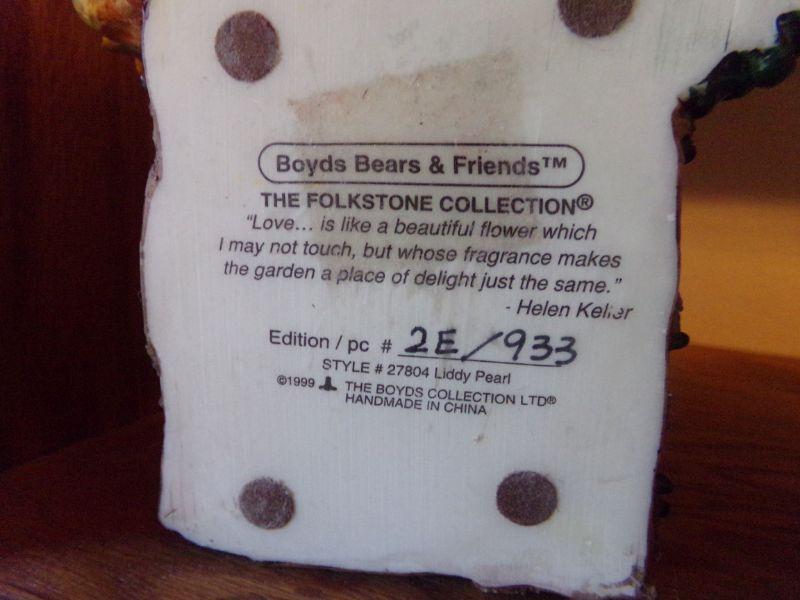 Boyds Bears & Friends™
THE FOLKSTONE COLLECTION®
"Love... is like a beautiful flower which
I may not touch, but whose fragrance makes
the garden a place of delight just the same."
- Helen Keller
Edition / pc # 2E/933
STYLE # 27804 Liddy Pearl
©1999 THE BOYDS COLLECTION LTD®
HANDMADE IN CHINA